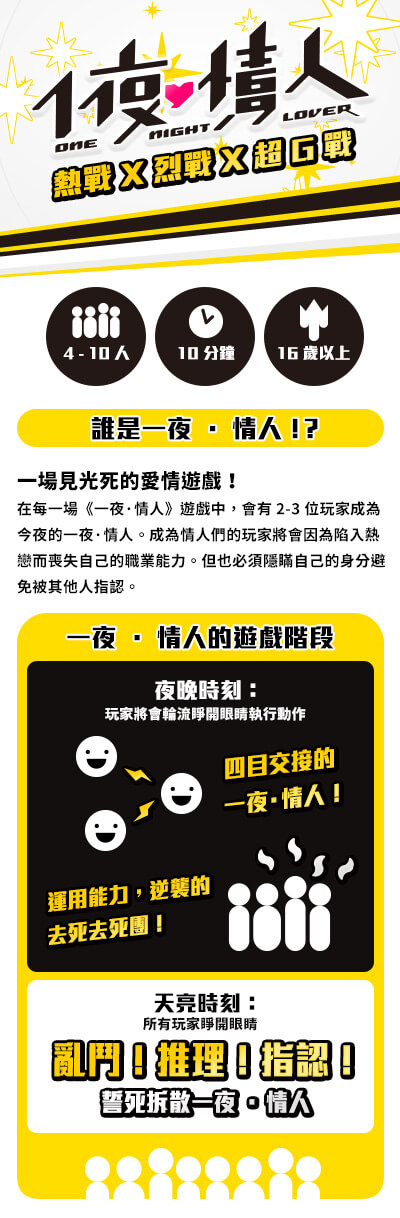 一夜·情人
ONE NIGHT LOVER
熱戰 X 烈戰 X 超 G 戰
4 - 10 人
10 分鐘
16 歲以上
誰是一夜 · 情人!?
一場見光死的愛情遊戲！
在每一場《一夜·情人》遊戲中，會有 2-3 位玩家成為
今夜的一夜·情人。成為情人們的玩家將會因為陷入熱
戀而喪失自己的職業能力。但也必須隱瞞自己的身分避
免被其他人指認。
一夜 · 情人的遊戲階段
夜晚時刻：
玩家將會輪流睜開眼睛執行動作
四目交接的
一夜·情人！
運用能力，逆襲的
去死去死團！
天亮時刻：
所有玩家睜開眼睛
亂鬥！推理！指認！
誓死拆散一夜·情人